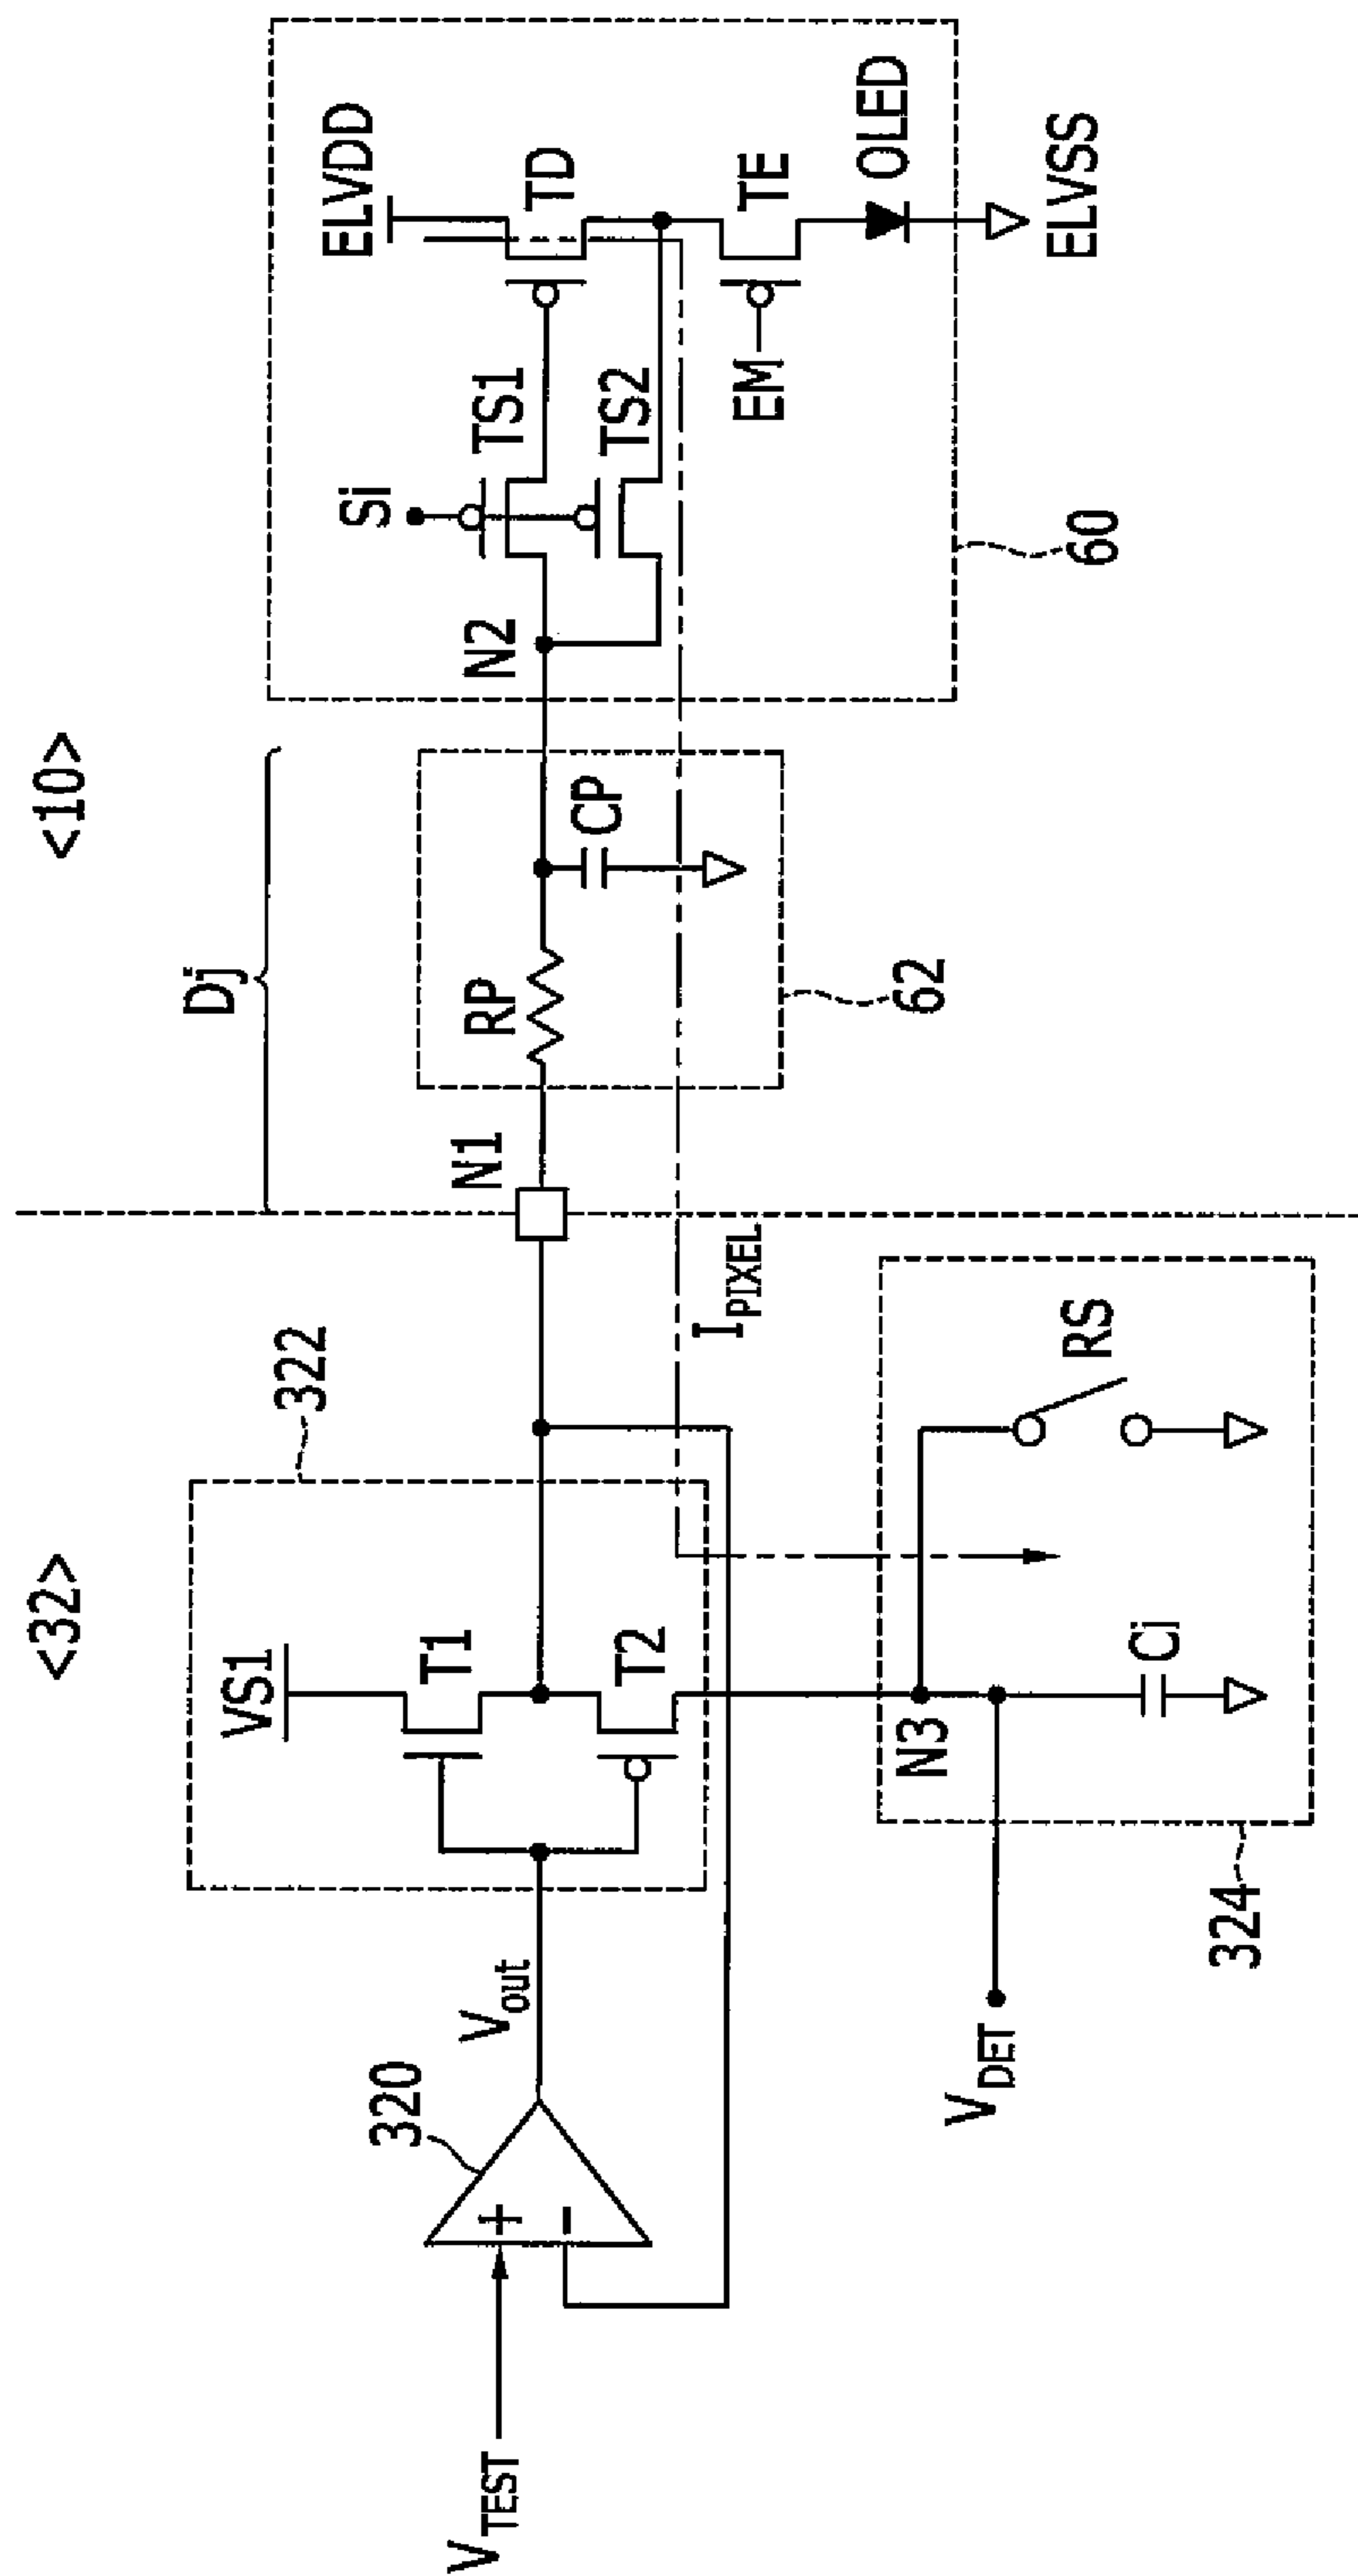 <32>
<10>
Dj
322
VS1
T1
T2
320
Vout
VTEST
VDET
N3
Ci
RS
324
IPIXEL
N1
RP
CP
62
N2
Si
TS1
TS2
ELVDD
TD
TE
EM
OLED
ELVSS
60
+
-